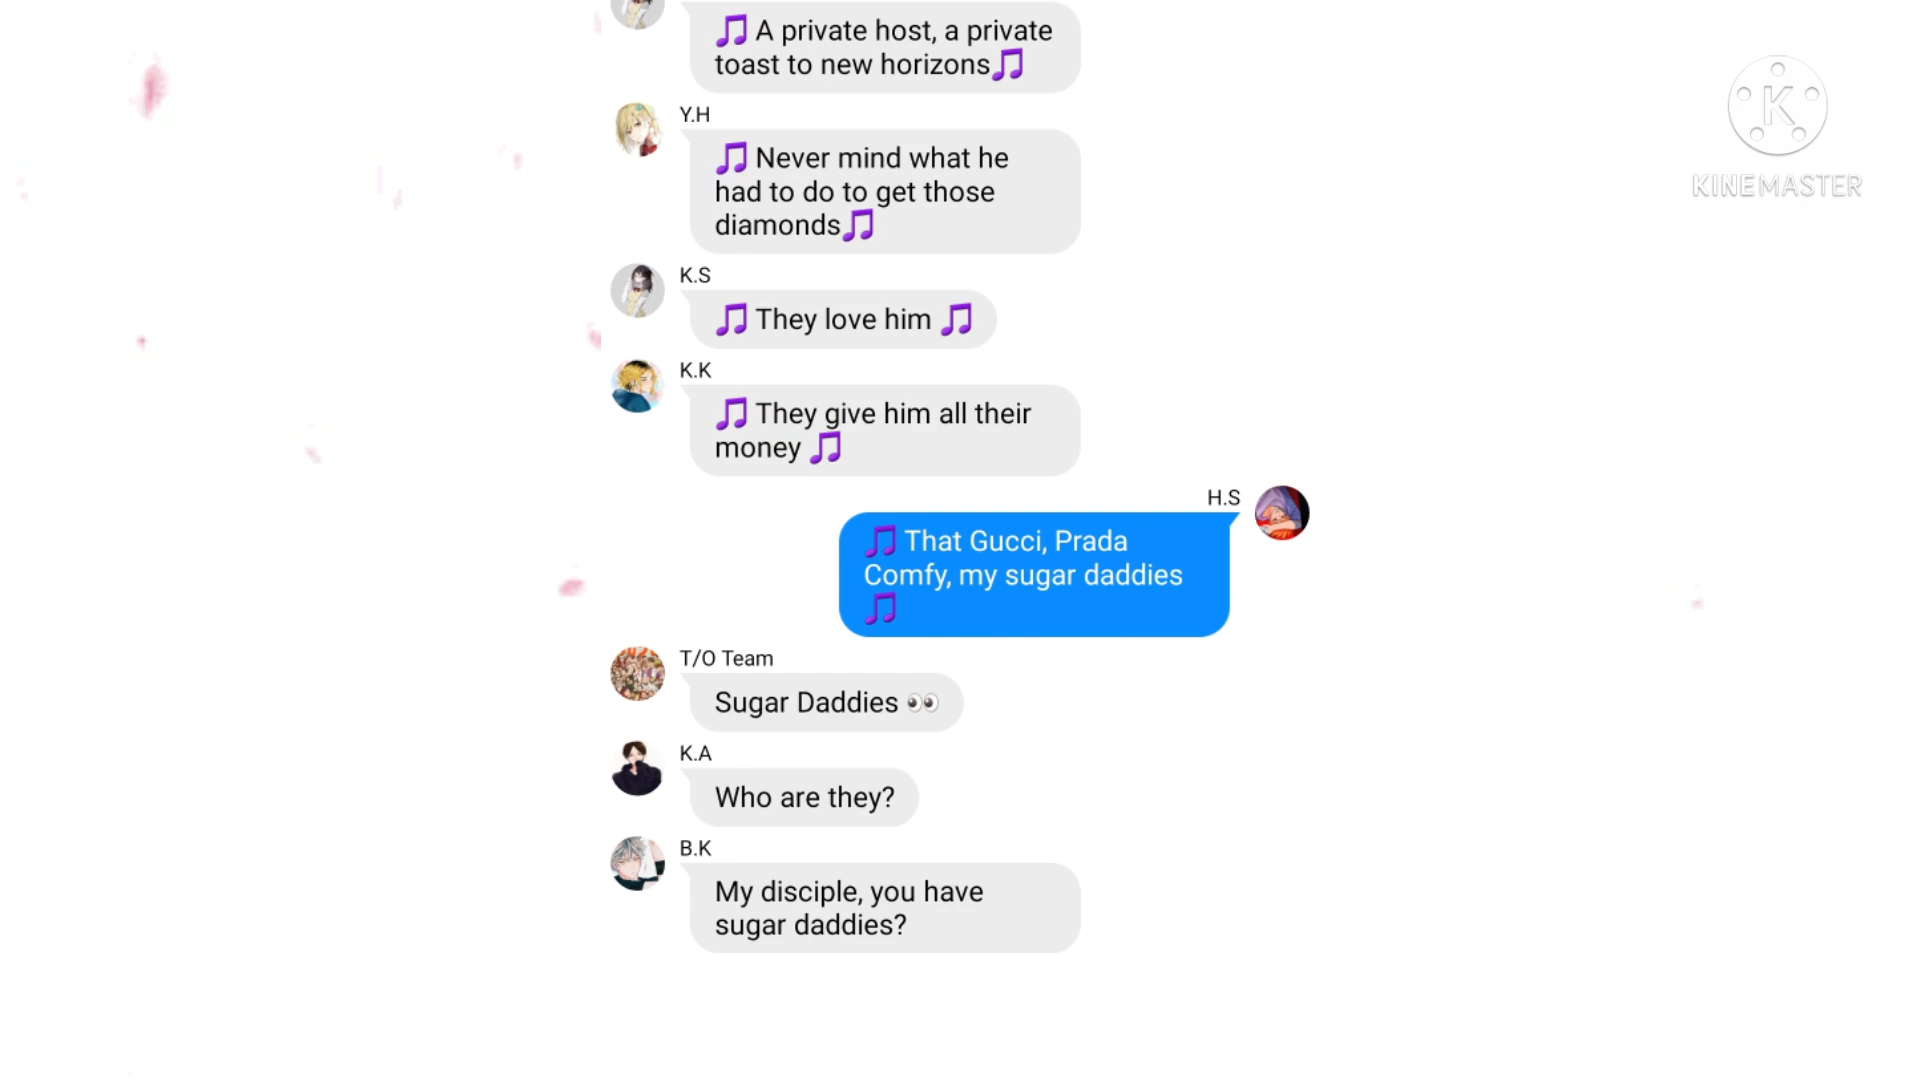 🎵 A private host, a private
toast to new horizons🎵
Y.H
🎵 Never mind what he
had to do to get those
diamonds🎵
K.S
🎵 They love him 🎵
K.K
🎵 They give him all their
money 🎵
H.S
🎵 That Gucci, Prada
Comfy, my sugar daddies
🎵
T/O Team
Sugar Daddies 👀
K.A
Who are they?
B.K
My disciple, you have
sugar daddies?
K
KINEMASTER